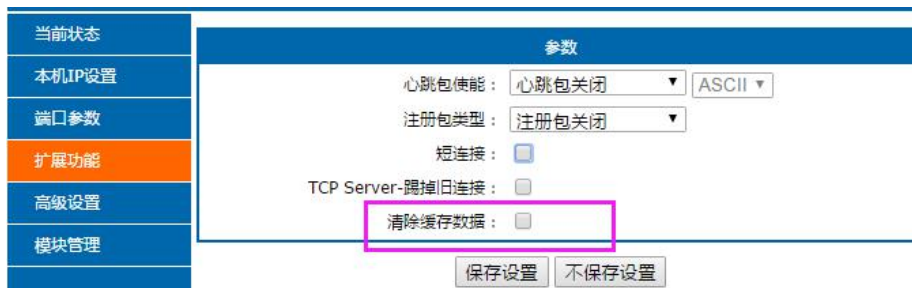 当前状态
本机IP设置
端口参数
扩展功能
高级设置
模块管理
参数
心跳包使能： 心跳包关闭 ASCII
注册包类型： 注册包关闭
短连接：
TCP Server-踢掉旧连接：
清除缓存数据：
保存设置 不保存设置